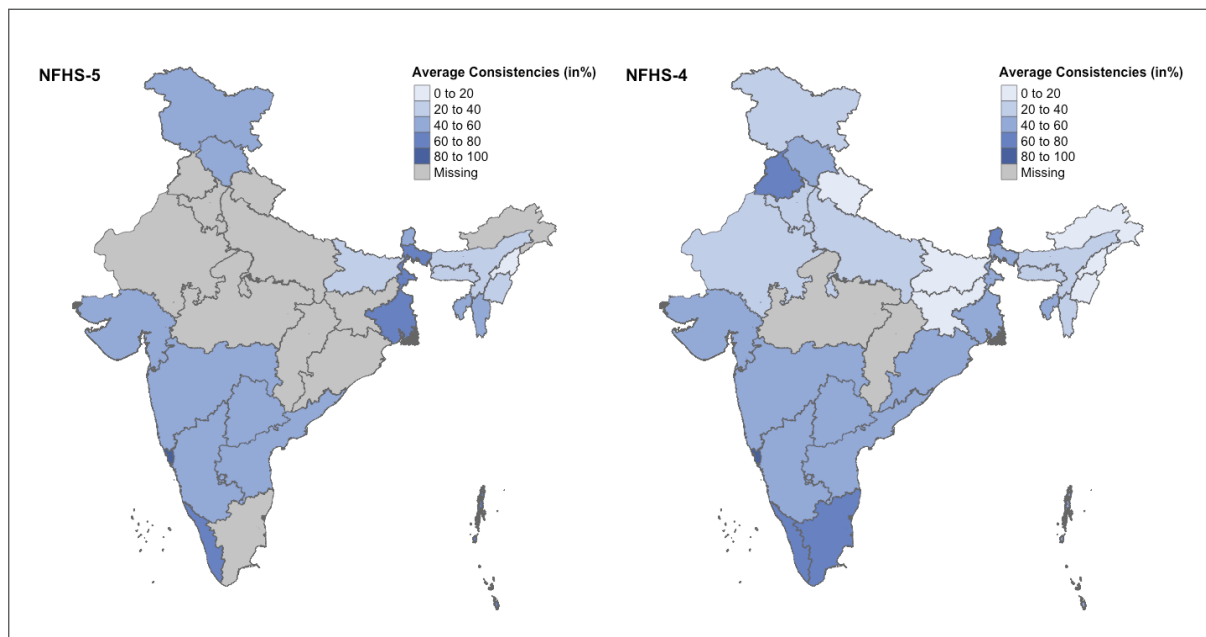 NFHS-5
Average Consistencies (in%)
0 to 20
20 to 40
40 to 60
60 to 80
80 to 100
Missing
NFHS-4
Average Consistencies (in%)
0 to 20
20 to 40
40 to 60
60 to 80
80 to 100
Missing